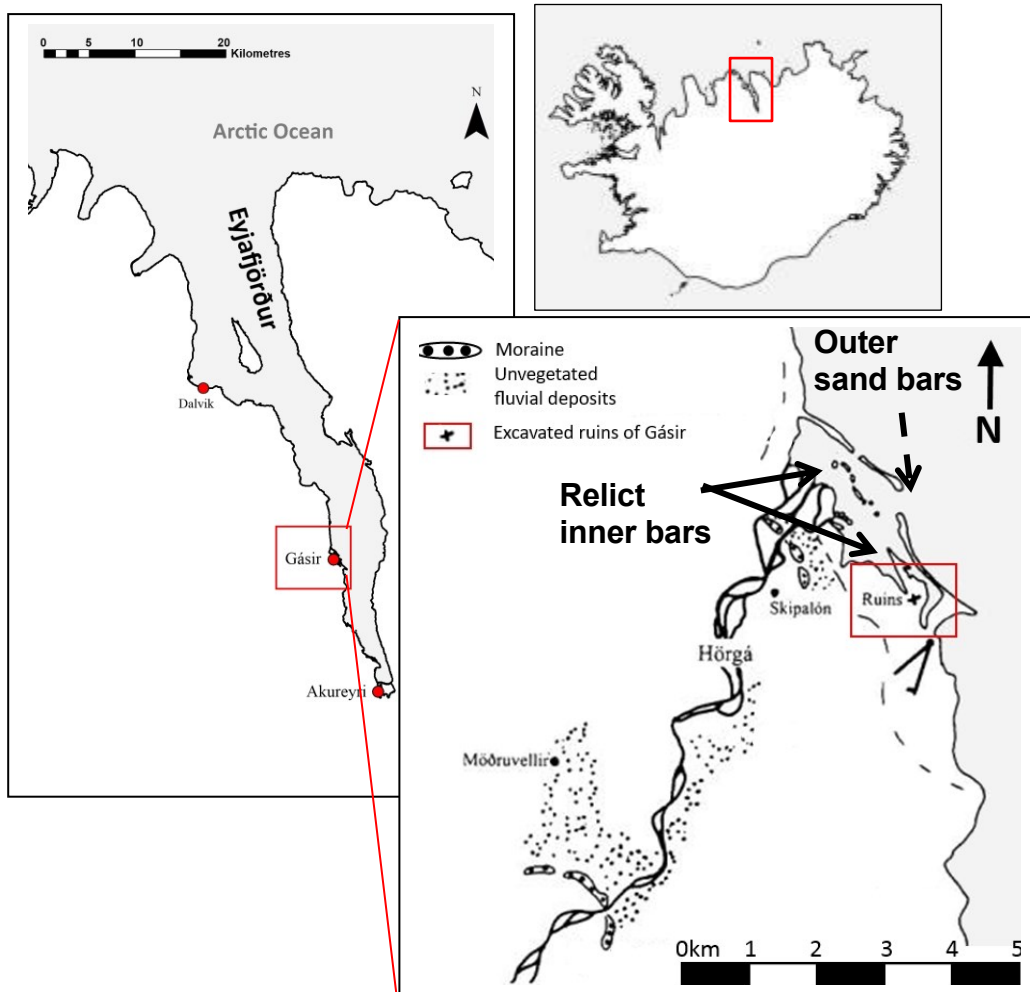 0 5 10 20
Kilometres
N
Arctic Ocean
Eyjafjörður
Dalvik
Gásir
Akureyri
Moraine
Unvegetated
fluvial deposits
Excavated ruins of Gásir
Outer
sand bars
N
Relict
inner bars
Skipalón
Ruins
Hörgá
Möðruvellir
0km 1 2 3 4 5